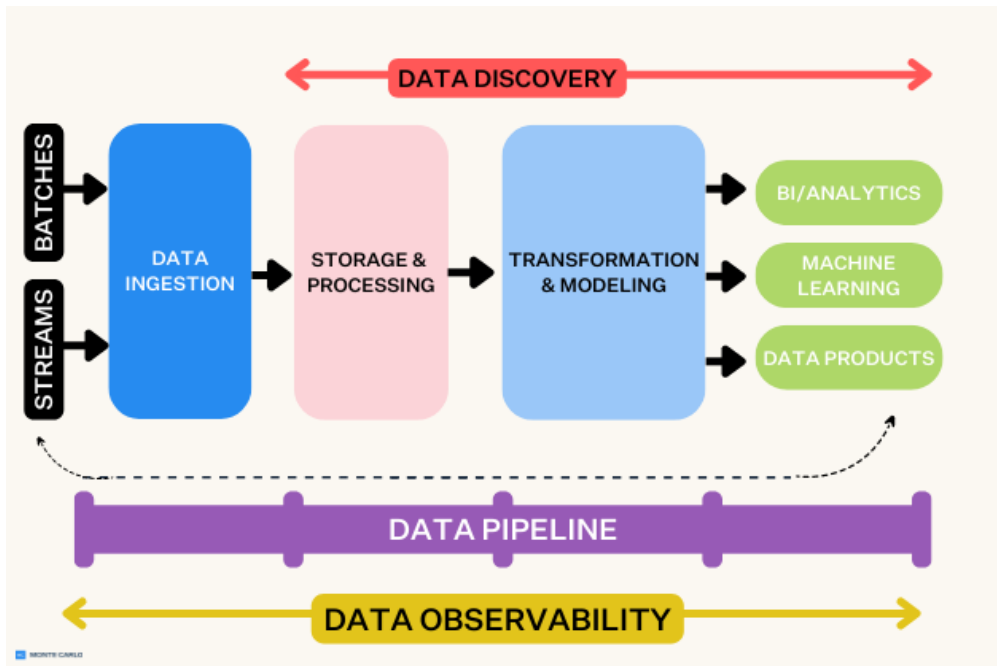 DATA DISCOVERY
BATCHES
STREAMS
DATA
INGESTION
STORAGE &
PROCESSING
TRANSFORMATION
& MODELING
BI/ANALYTICS
MACHINE
LEARNING
DATA PRODUCTS
DATA PIPELINE
DATA OBSERVABILITY
MONTE CARLO